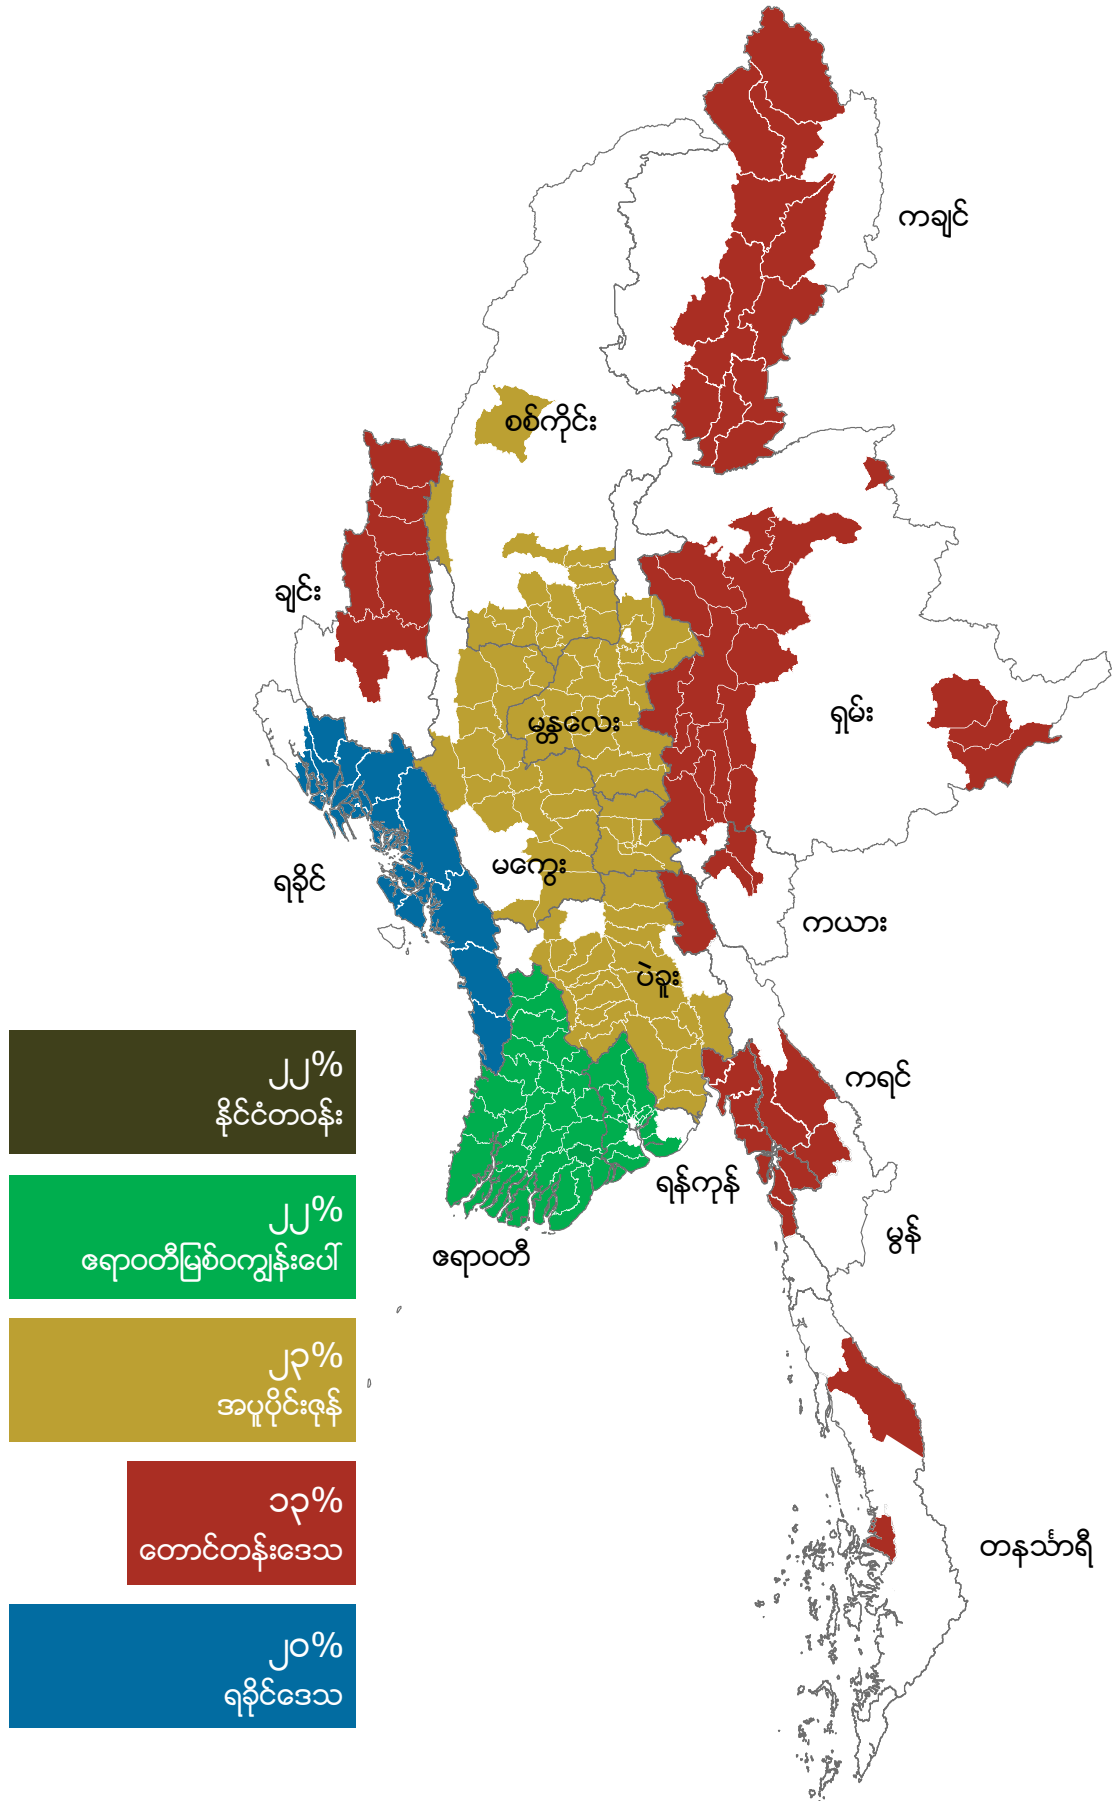 ကချင်
စစ်ကိုင်း
ချင်း
မန္တလေး
ရှမ်း
မကွေး
ရခိုင်
ကယား
ပဲခူး
ကရင်
ရန်ကုန်
မွန်
ဧရာဝတီ
တနင်္သာရီ
၂၂%
နိုင်ငံတဝန်း
၂၂%
ဧရာဝတီမြစ်ဝကျွန်းပေါ်
၂၃%
အပူပိုင်းဇုန်
၁၃%
တောင်တန်းဒေသ
၂၀%
ရခိုင်ဒေသ